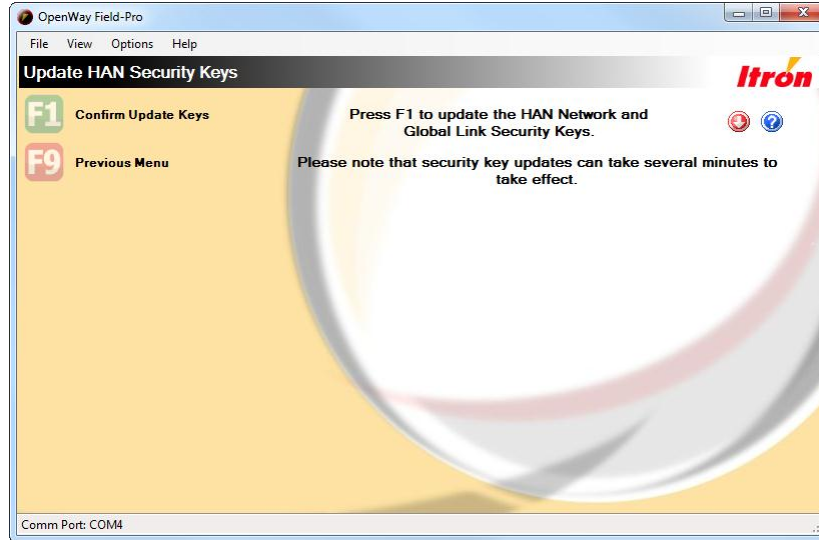 OpenWay Field-Pro
File View Options Help
Update HAN Security Keys
Itron
F1 Confirm Update Keys
Press F1 to update the HAN Network and
Global Link Security Keys.
F9 Previous Menu
Please note that security key updates can take several minutes to
take effect.
Comm Port: COM4